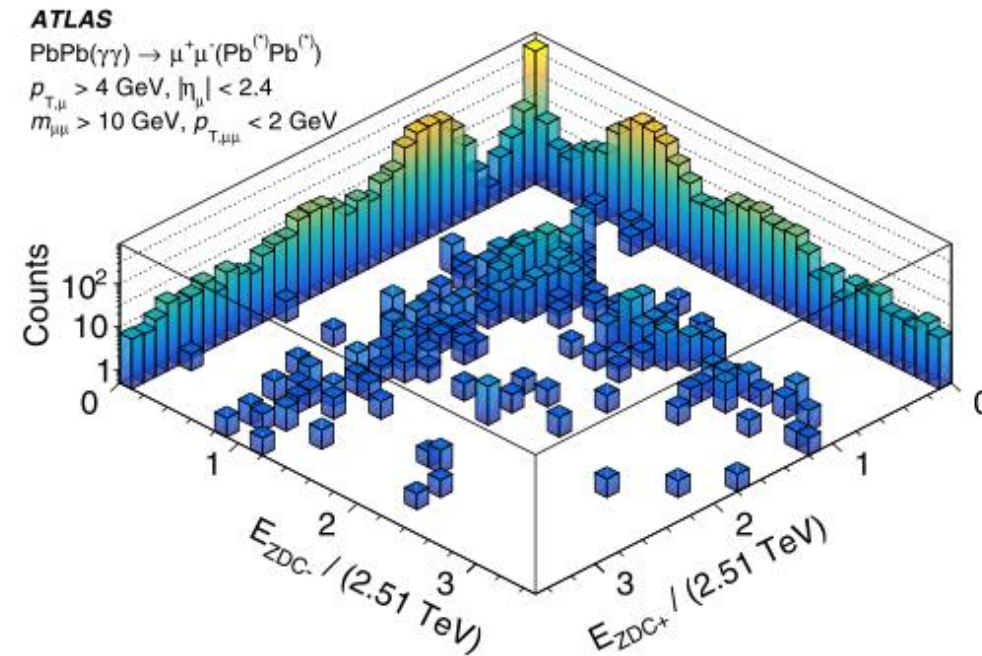 ATLAS
PbPb(γγ) → μ⁺μ⁻(Pb⁽*⁾Pb⁽*⁾)
p_T,μ > 4 GeV, |η_μ| < 2.4
m_μμ > 10 GeV, p_T,μμ < 2 GeV
Counts
10²
10
1
0
1
2
3
E_ZDC- / (2.51 TeV)
0
1
2
3
E_ZDC+ / (2.51 TeV)